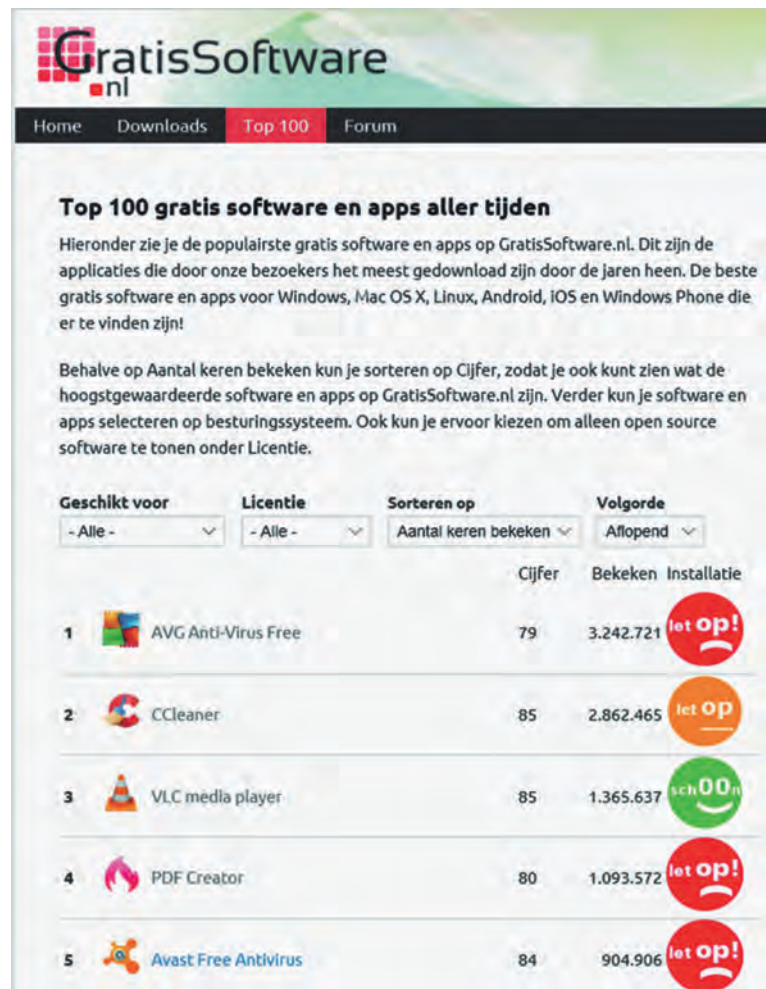 GratisSoftware
.nl
Home Downloads Top 100 Forum
Top 100 gratis software en apps aller tijden
Hieronder zie je de populairste gratis software en apps op GratisSoftware.nl. Dit zijn de
applicaties die door onze bezoekers het meest gedownload zijn door de jaren heen. De beste
gratis software en apps voor Windows, Mac OS X, Linux, Android, iOS en Windows Phone die
er te vinden zijn!
Behalve op Aantal keren bekeken kun je sorteren op Cijfer, zodat je ook kunt zien wat de
hoogstgewaardeerde software en apps op GratisSoftware.nl zijn. Verder kun je software en
apps selecteren op besturingssysteem. Ook kun je ervoor kiezen om alleen open source
software te tonen onder Licentie.
Geschikt voor Licentie Sorteren op Volgorde
- Alle - - Alle - Aantal keren bekeken Aflopend
Cijfer Bekeken Installatie
1 AVG Anti-Virus Free 79 3.242.721 let op!
2 CCleaner 85 2.862.465 let op
3 VLC media player 85 1.365.637 schoon
4 PDF Creator 80 1.093.572 let op!
5 Avast Free Antivirus 84 904.906 let op!